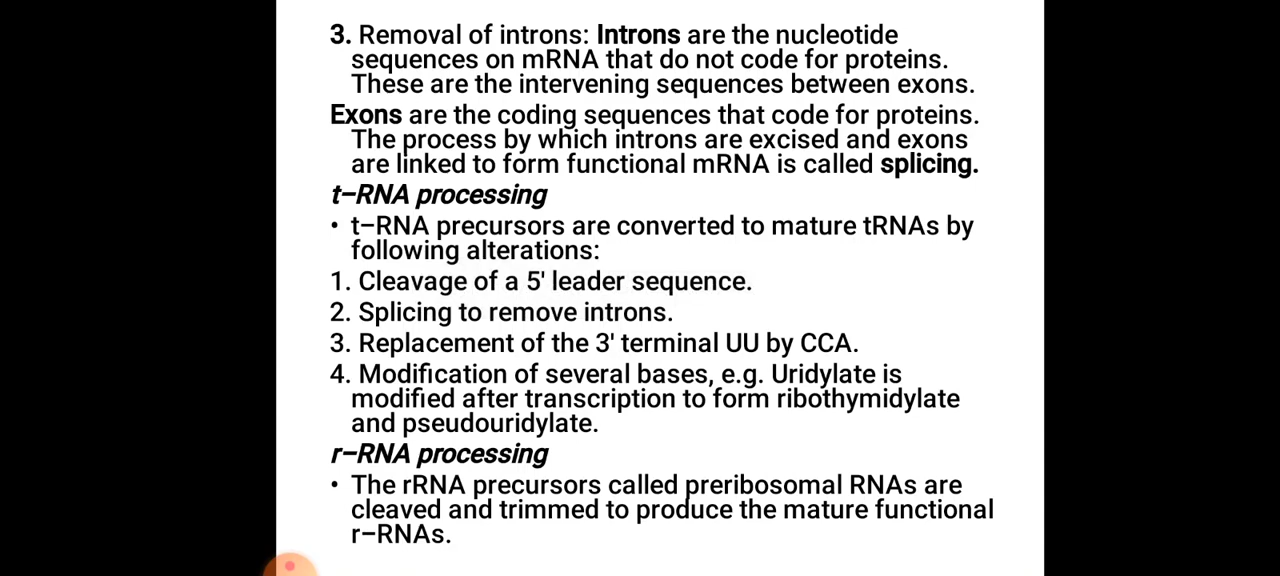 3. Removal of introns: Introns are the nucleotide
sequences on mRNA that do not code for proteins.
These are the intervening sequences between exons.
Exons are the coding sequences that code for proteins.
The process by which introns are excised and exons
are linked to form functional mRNA is called splicing.
t–RNA processing
• t–RNA precursors are converted to mature tRNAs by
following alterations:
1. Cleavage of a 5' leader sequence.
2. Splicing to remove introns.
3. Replacement of the 3' terminal UU by CCA.
4. Modification of several bases, e.g. Uridylate is
modified after transcription to form ribothymidylate
and pseudouridylate.
r–RNA processing
• The rRNA precursors called preribosomal RNAs are
cleaved and trimmed to produce the mature functional
r–RNAs.